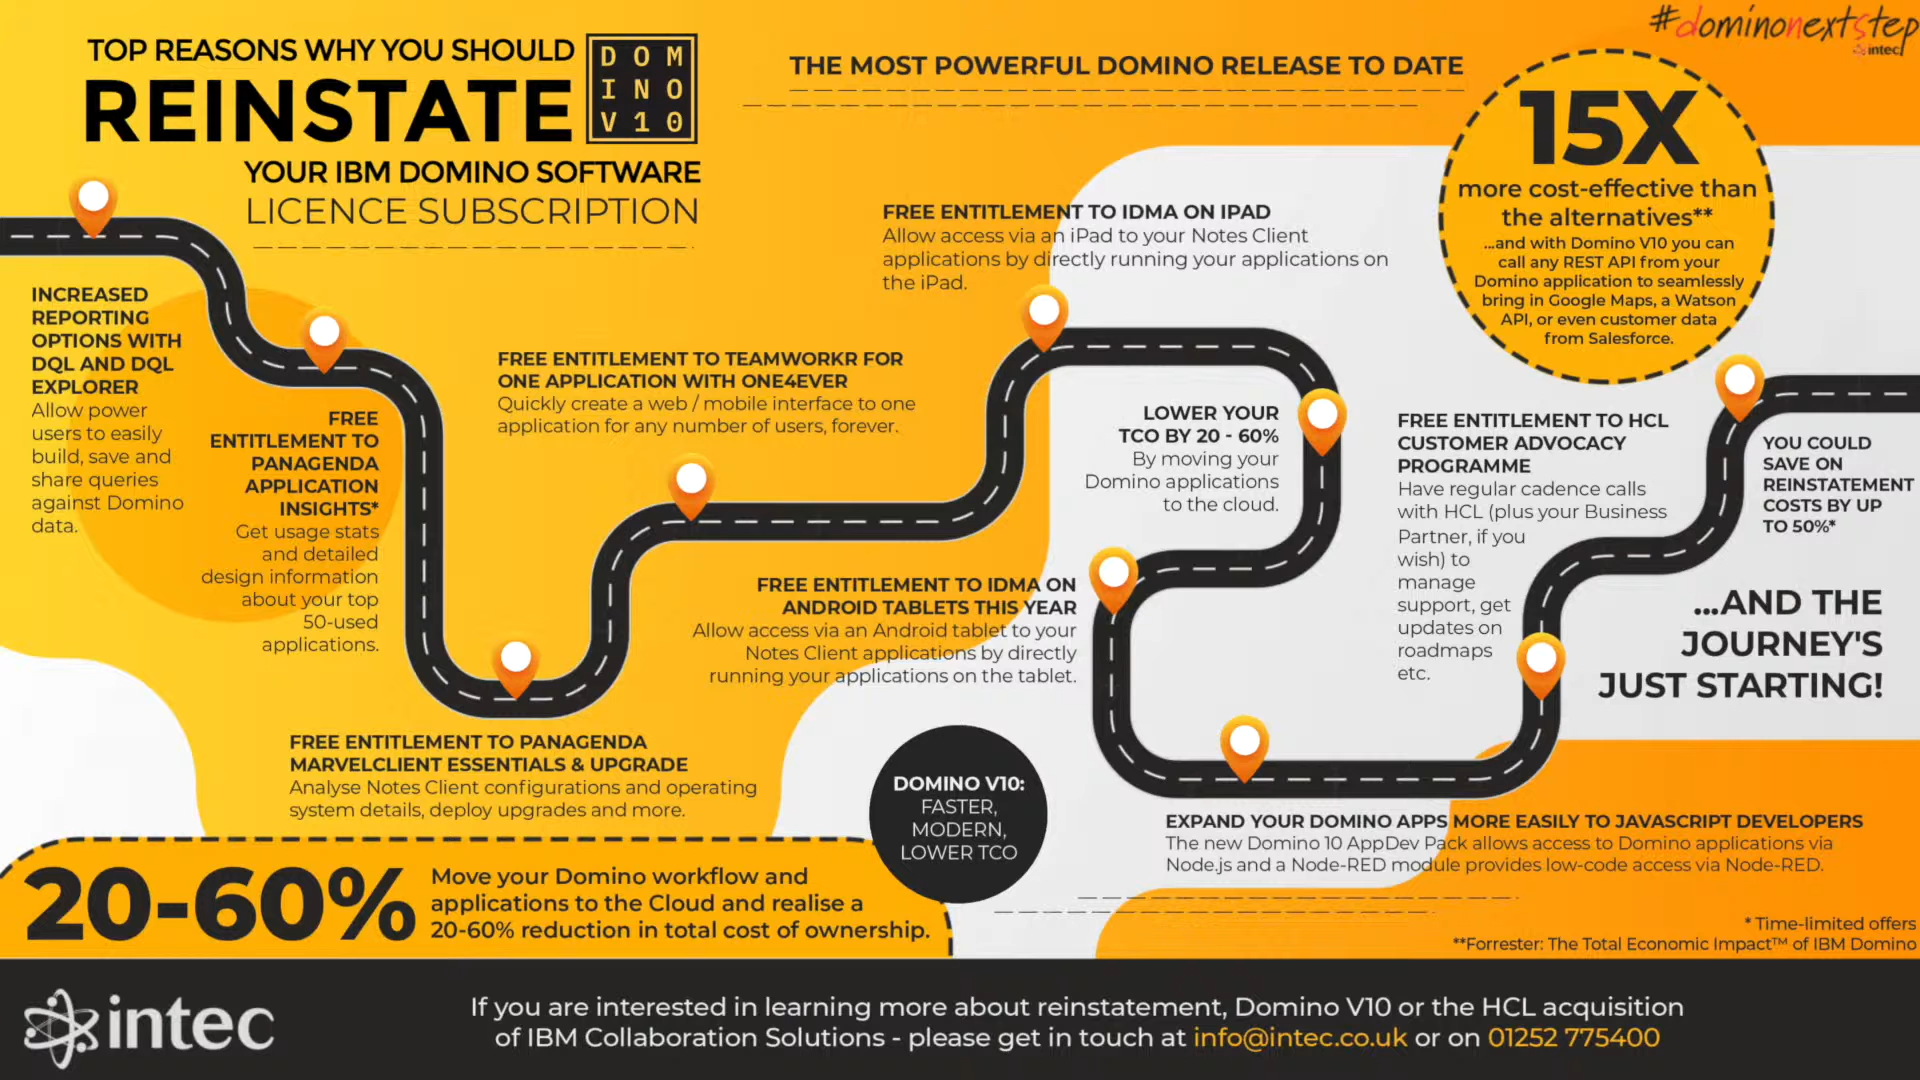 #dominonextstep
intec
TOP REASONS WHY YOU SHOULD
REINSTATE
DOM
INO
V10
YOUR IBM DOMINO SOFTWARE
LICENCE SUBSCRIPTION
THE MOST POWERFUL DOMINO RELEASE TO DATE
15X
more cost-effective than
the alternatives**
...and with Domino V10 you can
call any REST API from your
Domino application to seamlessly
bring in Google Maps, a Watson
API, or even customer data
from Salesforce.
INCREASED
REPORTING
OPTIONS WITH
DQL AND DQL
EXPLORER
Allow power
users to easily
build, save and
share queries
against Domino
data.
FREE
ENTITLEMENT TO
PANAGENDA
APPLICATION
INSIGHTS*
Get usage stats
and detailed
design information
about your top
50-used
applications.
FREE ENTITLEMENT TO PANAGENDA
MARVELCLIENT ESSENTIALS & UPGRADE
Analyse Notes Client configurations and operating
system details, deploy upgrades and more.
FREE ENTITLEMENT TO TEAMWORKR FOR
ONE APPLICATION WITH ONE4EVER
Quickly create a web / mobile interface to one
application for any number of users, forever.
FREE ENTITLEMENT TO IDMA ON IPAD
Allow access via an iPad to your Notes Client
applications by directly running your applications on
the iPad.
LOWER YOUR
TCO BY 20 - 60%
By moving your
Domino applications
to the cloud.
FREE ENTITLEMENT TO IDMA ON
ANDROID TABLETS THIS YEAR
Allow access via an Android tablet to your
Notes Client applications by directly
running your applications on the tablet.
EXPAND YOUR DOMINO APPS MORE EASILY TO JAVASCRIPT DEVELOPERS
The new Domino 10 AppDev Pack allows access to Domino applications via
Node.js and a Node-RED module provides low-code access via Node-RED.
FREE ENTITLEMENT TO HCL
CUSTOMER ADVOCACY
PROGRAMME
Have regular cadence calls
with HCL (plus your Business
Partner, if you
wish) to
manage
support, get
updates on
roadmaps
etc.
YOU COULD
SAVE ON
REINSTATEMENT
COSTS BY UP
TO 50%*
...AND THE
JOURNEY'S
JUST STARTING!
DOMINO V10:
FASTER,
MODERN,
LOWER TCO
20-60%
Move your Domino workflow and
applications to the Cloud and realise a
20-60% reduction in total cost of ownership.
* Time-limited offers
**Forrester: The Total Economic Impact™ of IBM Domino
intec
If you are interested in learning more about reinstatement, Domino V10 or the HCL acquisition
of IBM Collaboration Solutions - please get in touch at info@intec.co.uk or on 01252 775400